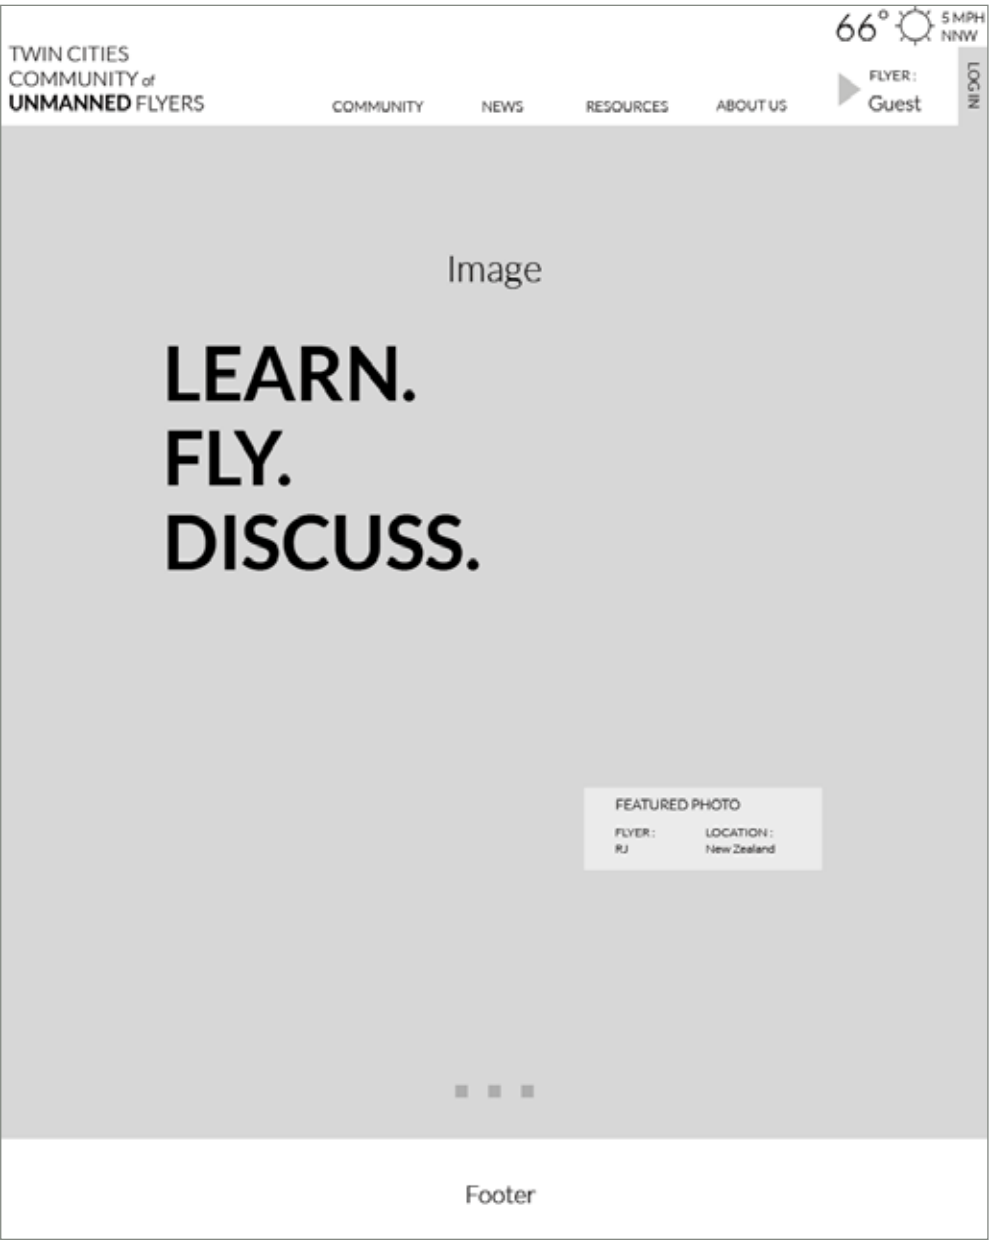 66°
5 MPH
NNW
TWIN CITIES
COMMUNITY of
UNMANNED FLYERS
COMMUNITY
NEWS
RESOURCES
ABOUT US
FLYER :
Guest
LOG IN
Image
LEARN.
FLY.
DISCUSS.
FEATURED PHOTO
FLYER :
RJ
LOCATION :
New Zealand
Footer